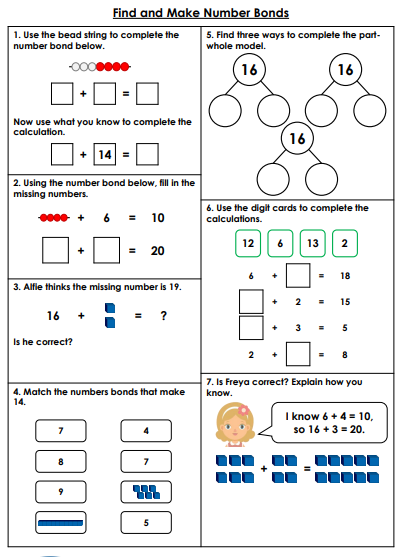 Find and Make Number Bonds
1. Use the bead string to complete the
number bond below.
+ =
Now use what you know to complete the
calculation.
+ 14 =
2. Using the number bond below, fill in the
missing numbers.
+ 6 = 10
+ = 20
3. Alfie thinks the missing number is 19.
16 + = ?
Is he correct?
4. Match the numbers bonds that make
14.
7 4
8 7
9
5
5. Find three ways to complete the part-
whole model.
16 16
16
6. Use the digit cards to complete the
calculations.
12 6 13 2
6 + = 18
+ 2 = 15
+ 3 = 5
2 + = 8
7. Is Freya correct? Explain how you
know.
I know 6 + 4 = 10,
so 16 + 3 = 20.
+ =